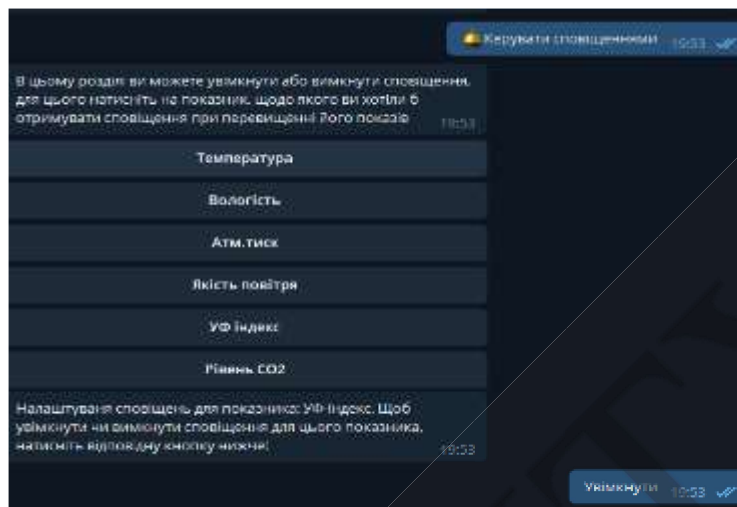 Керувати сповіщеннями 19:53
В цьому розділі ви можете увімкнути або вимкнути сповіщення,
для цього натисніть на показник, щодо якого ви хотіли б
отримувати сповіщення при перевищенні його показів 19:53
Температура
Вологість
Атм.тиск
Якість повітря
УФ індекс
Рівень CO2
Налаштуваня сповіщень для показника: УФ-індекс. Щоб
увімкнути чи вимкнути сповіщення для цього показника,
натисніть відповідну кнопку нижче: 19:53
Увімкнути 19:53